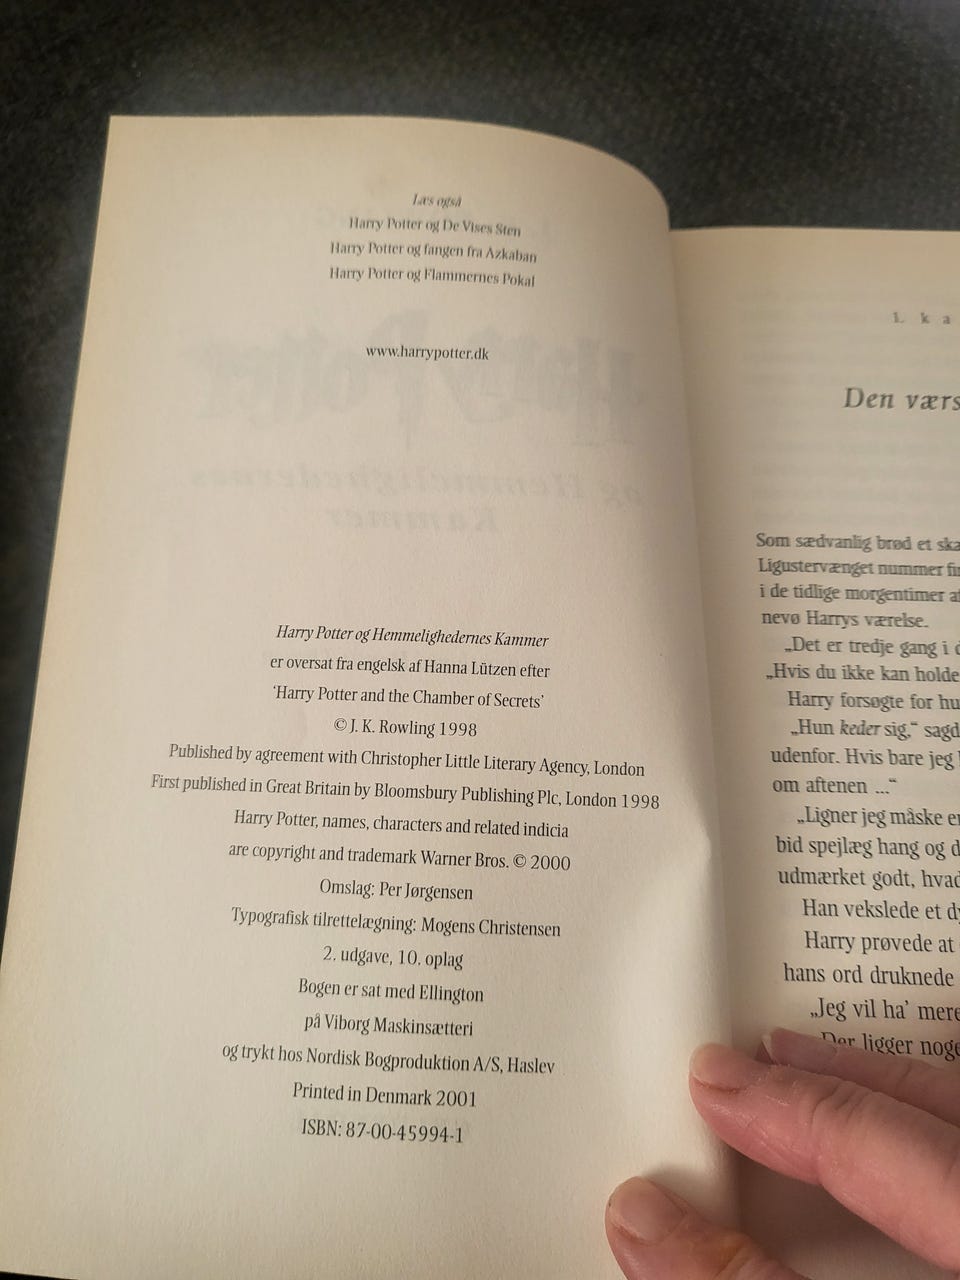 Læs også
Harry Potter og De Vises Sten
Harry Potter og fangen fra Azkaban
Harry Potter og Flammernes Pokal
www.harrypotter.dk
Harry Potter og Hemmelighedernes Kammer
er oversat fra engelsk af Hanna Lützen efter
'Harry Potter and the Chamber of Secrets'
© J. K. Rowling 1998
Published by agreement with Christopher Little Literary Agency, London
First published in Great Britain by Bloomsbury Publishing Plc, London 1998
Harry Potter, names, characters and related indicia
are copyright and trademark Warner Bros. © 2000
Omslag: Per Jørgensen
Typografisk tilrettelægning: Mogens Christensen
2. udgave, 10. oplag
Bogen er sat med Ellington
på Viborg Maskinsætteri
og trykt hos Nordisk Bogproduktion A/S, Haslev
Printed in Denmark 2001
ISBN: 87-00-45994-1
1. k a
Den værs
Som sædvanlig brød et ska
Ligustervænget nummer fi
i de tidlige morgentimer af
nevø Harrys værelse.
„Det er tredje gang i d
„Hvis du ikke kan holde
Harry forsøgte for hu
„Hun keder sig,“ sagd
udenfor. Hvis bare jeg
om aftenen ...“
„Ligner jeg måske en
bid spejlæg hang og d
udmærket godt, hvad
Han vekslede et dy
Harry prøvede at
hans ord druknede
„Jeg vil ha' mere
„Der ligger noge